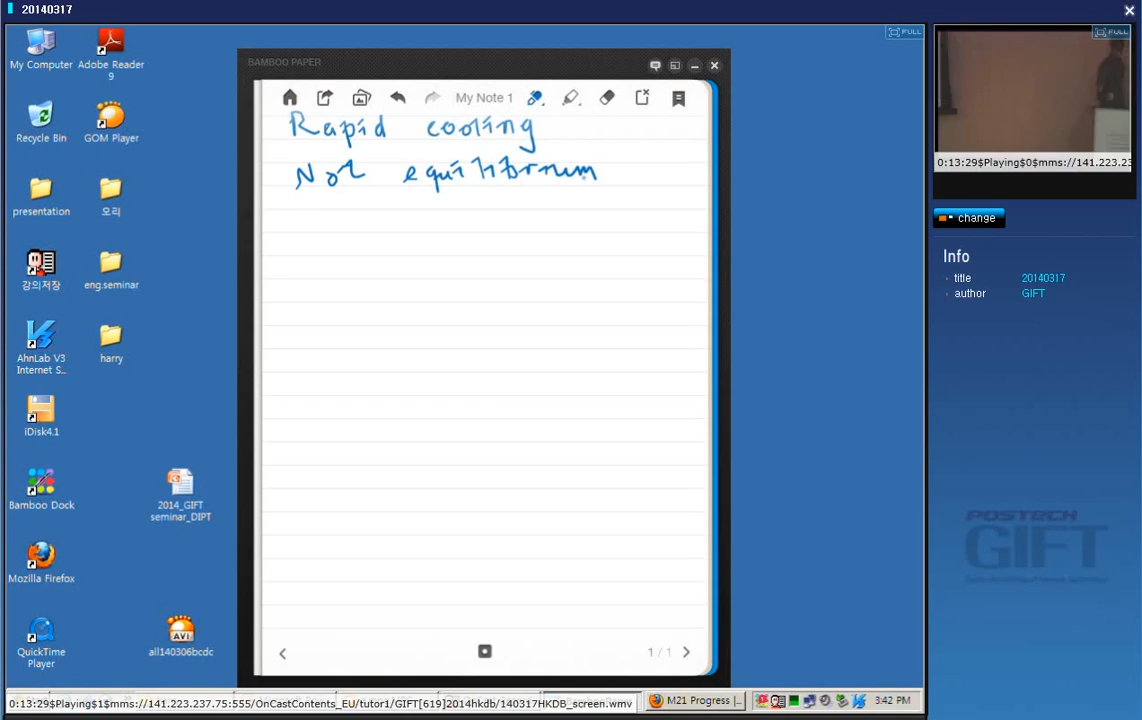 20140317
FULL
FULL
My Computer
Adobe Reader 9
BAMBOO PAPER
My Note 1
Rapid cooling
Not equilibrium
Recycle Bin
GOM Player
presentation
오리
강의저장
eng.seminar
AhnLab V3 Internet S...
harry
iDisk4.1
Bamboo Dock
2014_GIFT seminar_DIPT
Mozilla Firefox
QuickTime Player
all140306bcdc
1 / 1
0:13:29$Playing$1$mms://141.223.237.75:555/OnCastContents_EU/tutor1/GIFT[619]2014hkdb/140317HKDB_screen.wmv
M21 Progress |...
3:42 PM
0:13:29$Playing$0$mms://141.223.23
change
Info
title 20140317
author GIFT
POSTECH
GIFT